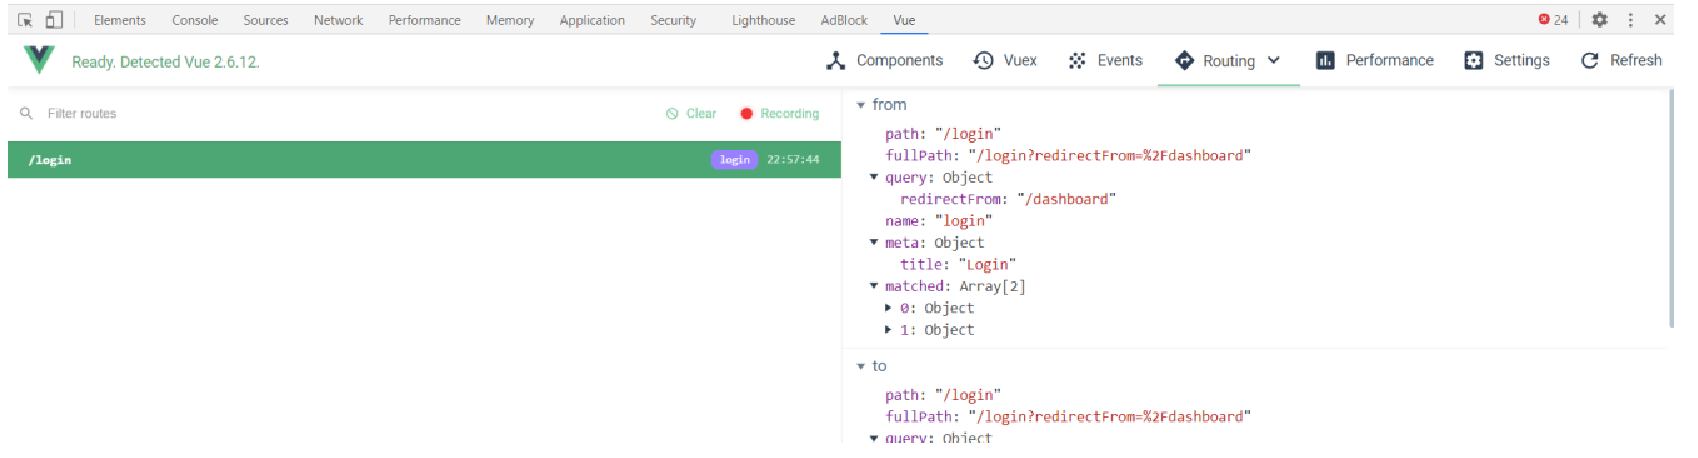 Elements Console Sources Network Performance Memory Application Security Lighthouse AdBlock Vue 24
Ready. Detected Vue 2.6.12.
Components Vuex Events Routing Performance Settings Refresh
Filter routes Clear Recording
/login login 22:57:44
from
path: "/login"
fullPath: "/login?redirectFrom=%2Fdashboard"
query: Object
redirectFrom: "/dashboard"
name: "login"
meta: Object
title: "Login"
matched: Array[2]
0: Object
1: Object
to
path: "/login"
fullPath: "/login?redirectFrom=%2Fdashboard"
query: Object